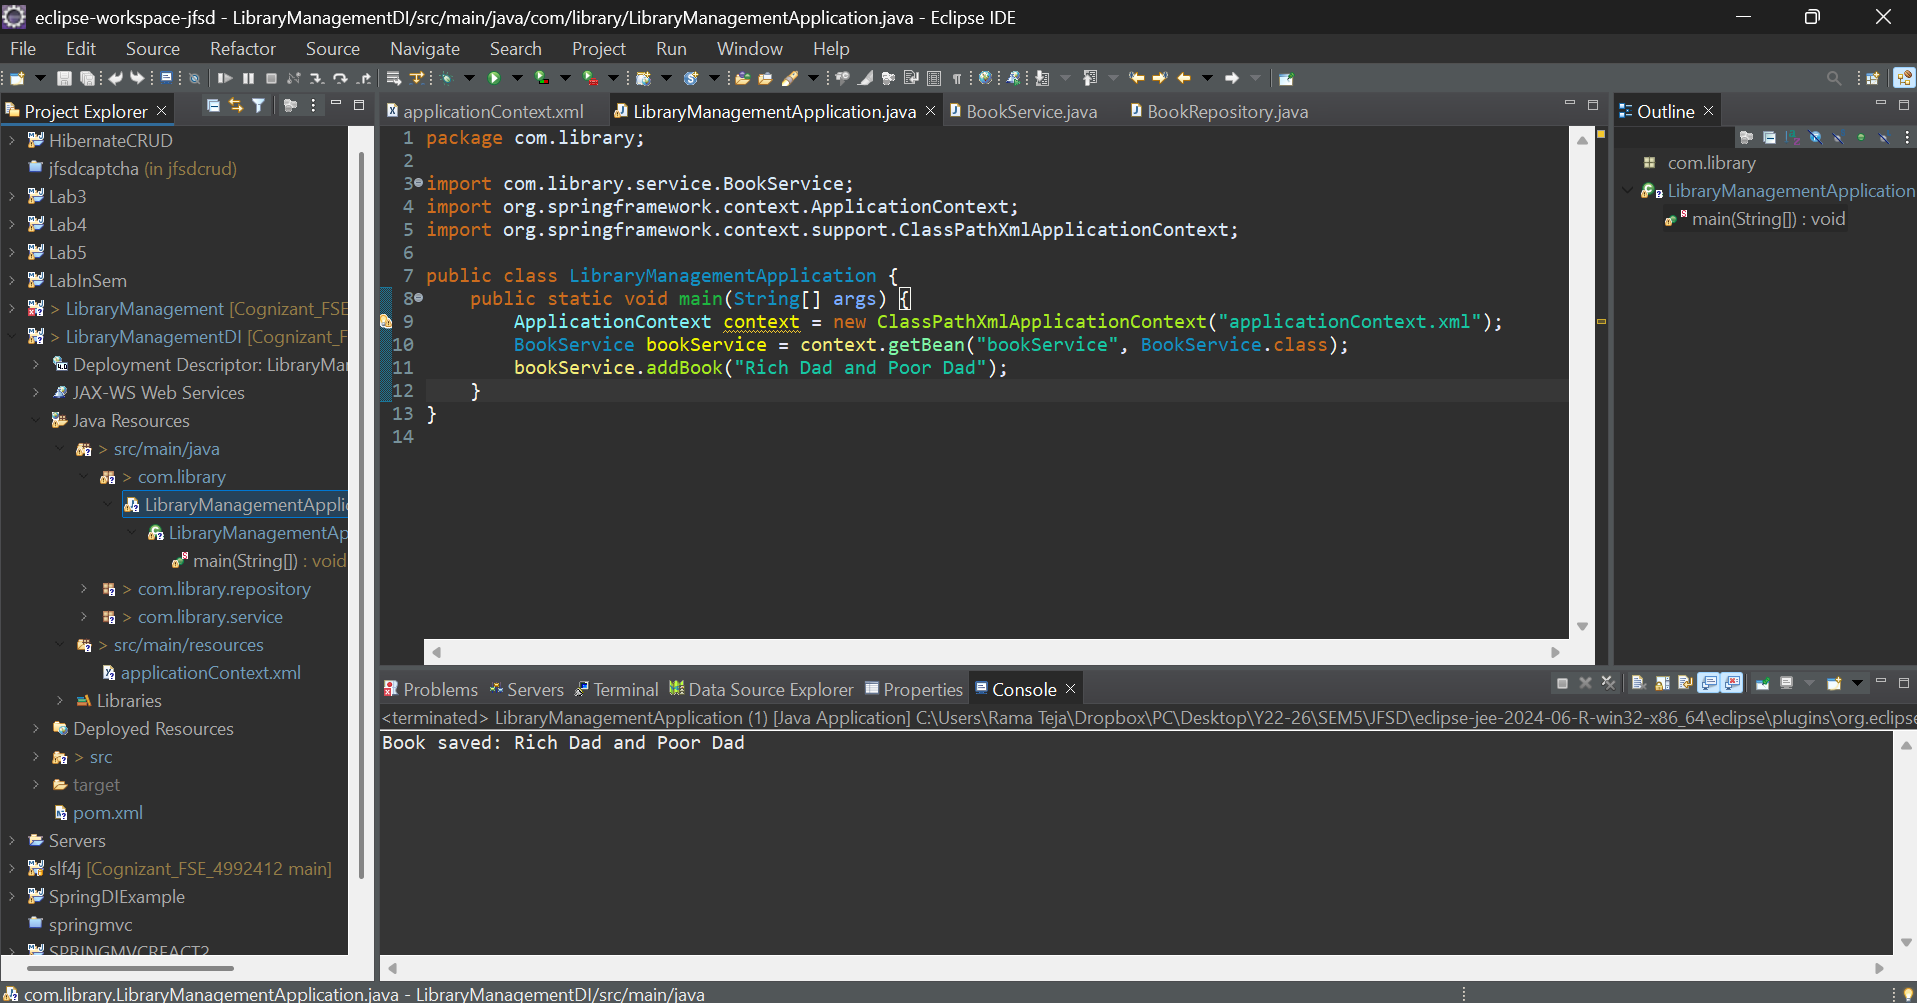 eclipse-workspace-jfsd - LibraryManagementDI/src/main/java/com/library/LibraryManagementApplication.java - Eclipse IDE
File Edit Source Refactor Source Navigate Search Project Run Window Help
Project Explorer
HibernateCRUD
jfsdcaptcha (in jfsdcrud)
Lab3
Lab4
Lab5
LabInSem
> LibraryManagement [Cognizant_FSE
> LibraryManagementDI [Cognizant_F
Deployment Descriptor: LibraryMa
JAX-WS Web Services
Java Resources
> src/main/java
> com.library
LibraryManagementAppli
LibraryManagementAp
main(String[]) : void
> com.library.repository
> com.library.service
> src/main/resources
applicationContext.xml
Libraries
Deployed Resources
> src
target
pom.xml
Servers
slf4j [Cognizant_FSE_4992412 main]
SpringDIExample
springmvc
SPRINGMVCREACT2
applicationContext.xml LibraryManagementApplication.java BookService.java BookRepository.java
1 package com.library;
2
3 import com.library.service.BookService;
4 import org.springframework.context.ApplicationContext;
5 import org.springframework.context.support.ClassPathXmlApplicationContext;
6
7 public class LibraryManagementApplication {
8 public static void main(String[] args) {
9 ApplicationContext context = new ClassPathXmlApplicationContext("applicationContext.xml");
10 BookService bookService = context.getBean("bookService", BookService.class);
11 bookService.addBook("Rich Dad and Poor Dad");
12 }
13 }
14
Outline
com.library
LibraryManagementApplication
main(String[]) : void
Problems Servers Terminal Data Source Explorer Properties Console
<terminated> LibraryManagementApplication (1) [Java Application] C:\Users\Rama Teja\Dropbox\PC\Desktop\Y22-26\SEM5\JFSD\eclipse-jee-2024-06-R-win32-x86_64\eclipse\plugins\org.eclipse
Book saved: Rich Dad and Poor Dad
com.library.LibraryManagementApplication.java - LibraryManagementDI/src/main/java